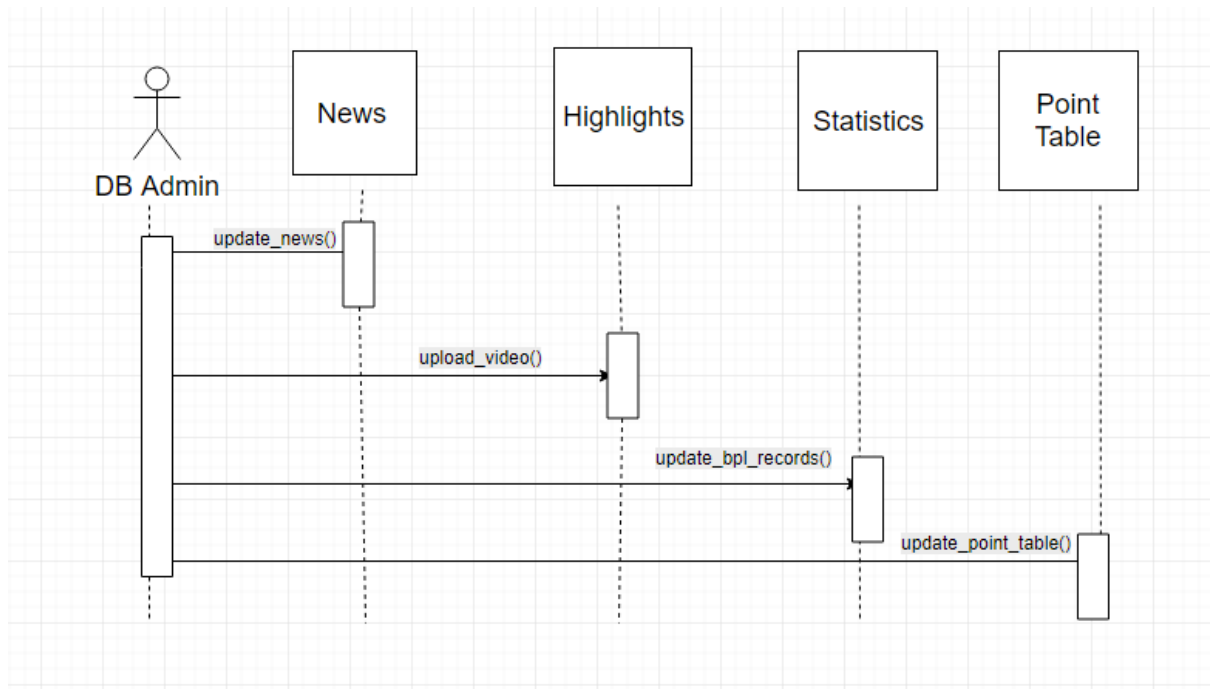 News
Highlights
Statistics
Point
Table
DB Admin
update_news()
upload_video()
update_bpl_records()
update_point_table()